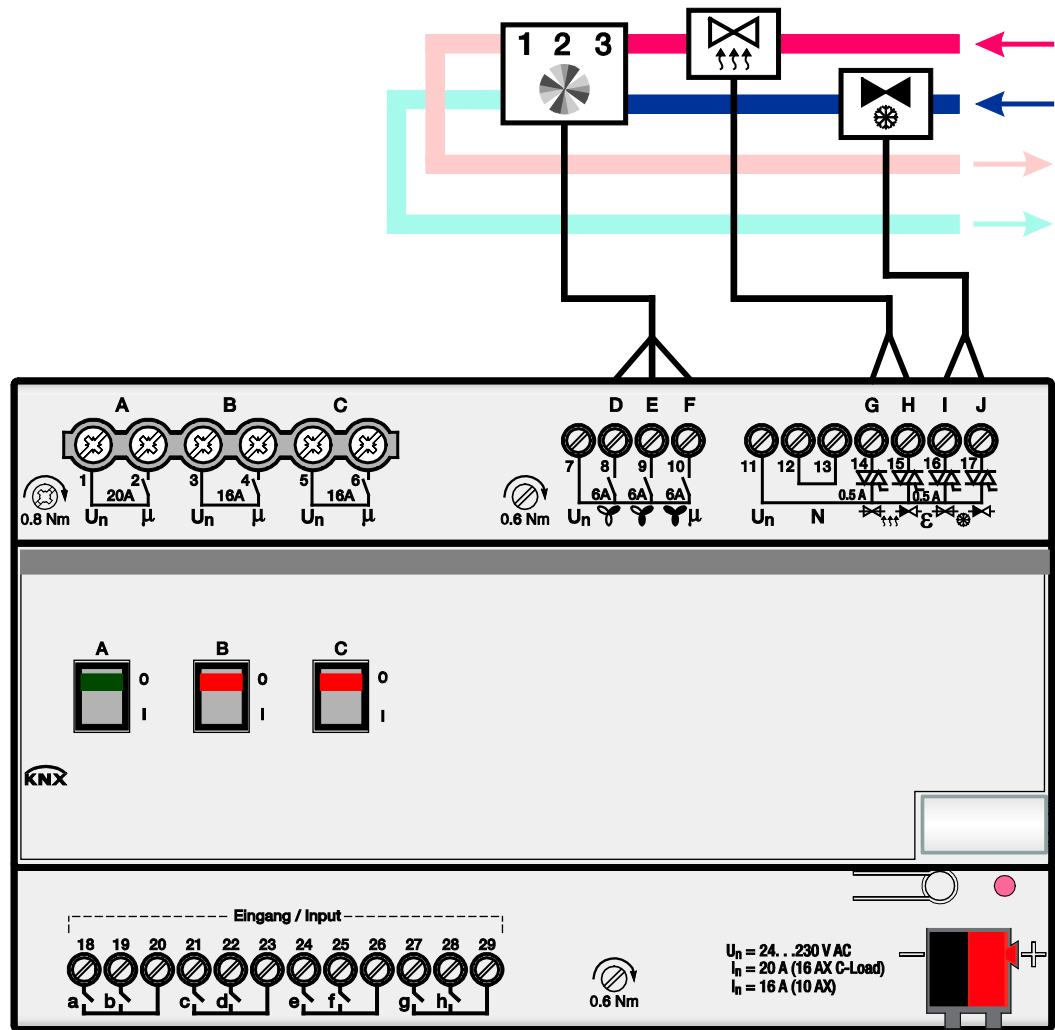 1 2 3
A B C D E F G H I J
1 2 3 4 5 6 7 8 9 10 11 12 13 14 15 16 17
20A 16A 16A 6A 6A 6A 0.5 A 0.5 A
0.8 Nm Un µ Un µ Un µ 0.6 Nm Un µ Un N ε
A B C
0 0 0
I I I
KNX
Eingang / Input
18 19 20 21 22 23 24 25 26 27 28 29
a b c d e f g h
0.6 Nm
Un = 24. . .230 V AC
In = 20 A (16 AX C-Load)
In = 16 A (10 AX)
− +